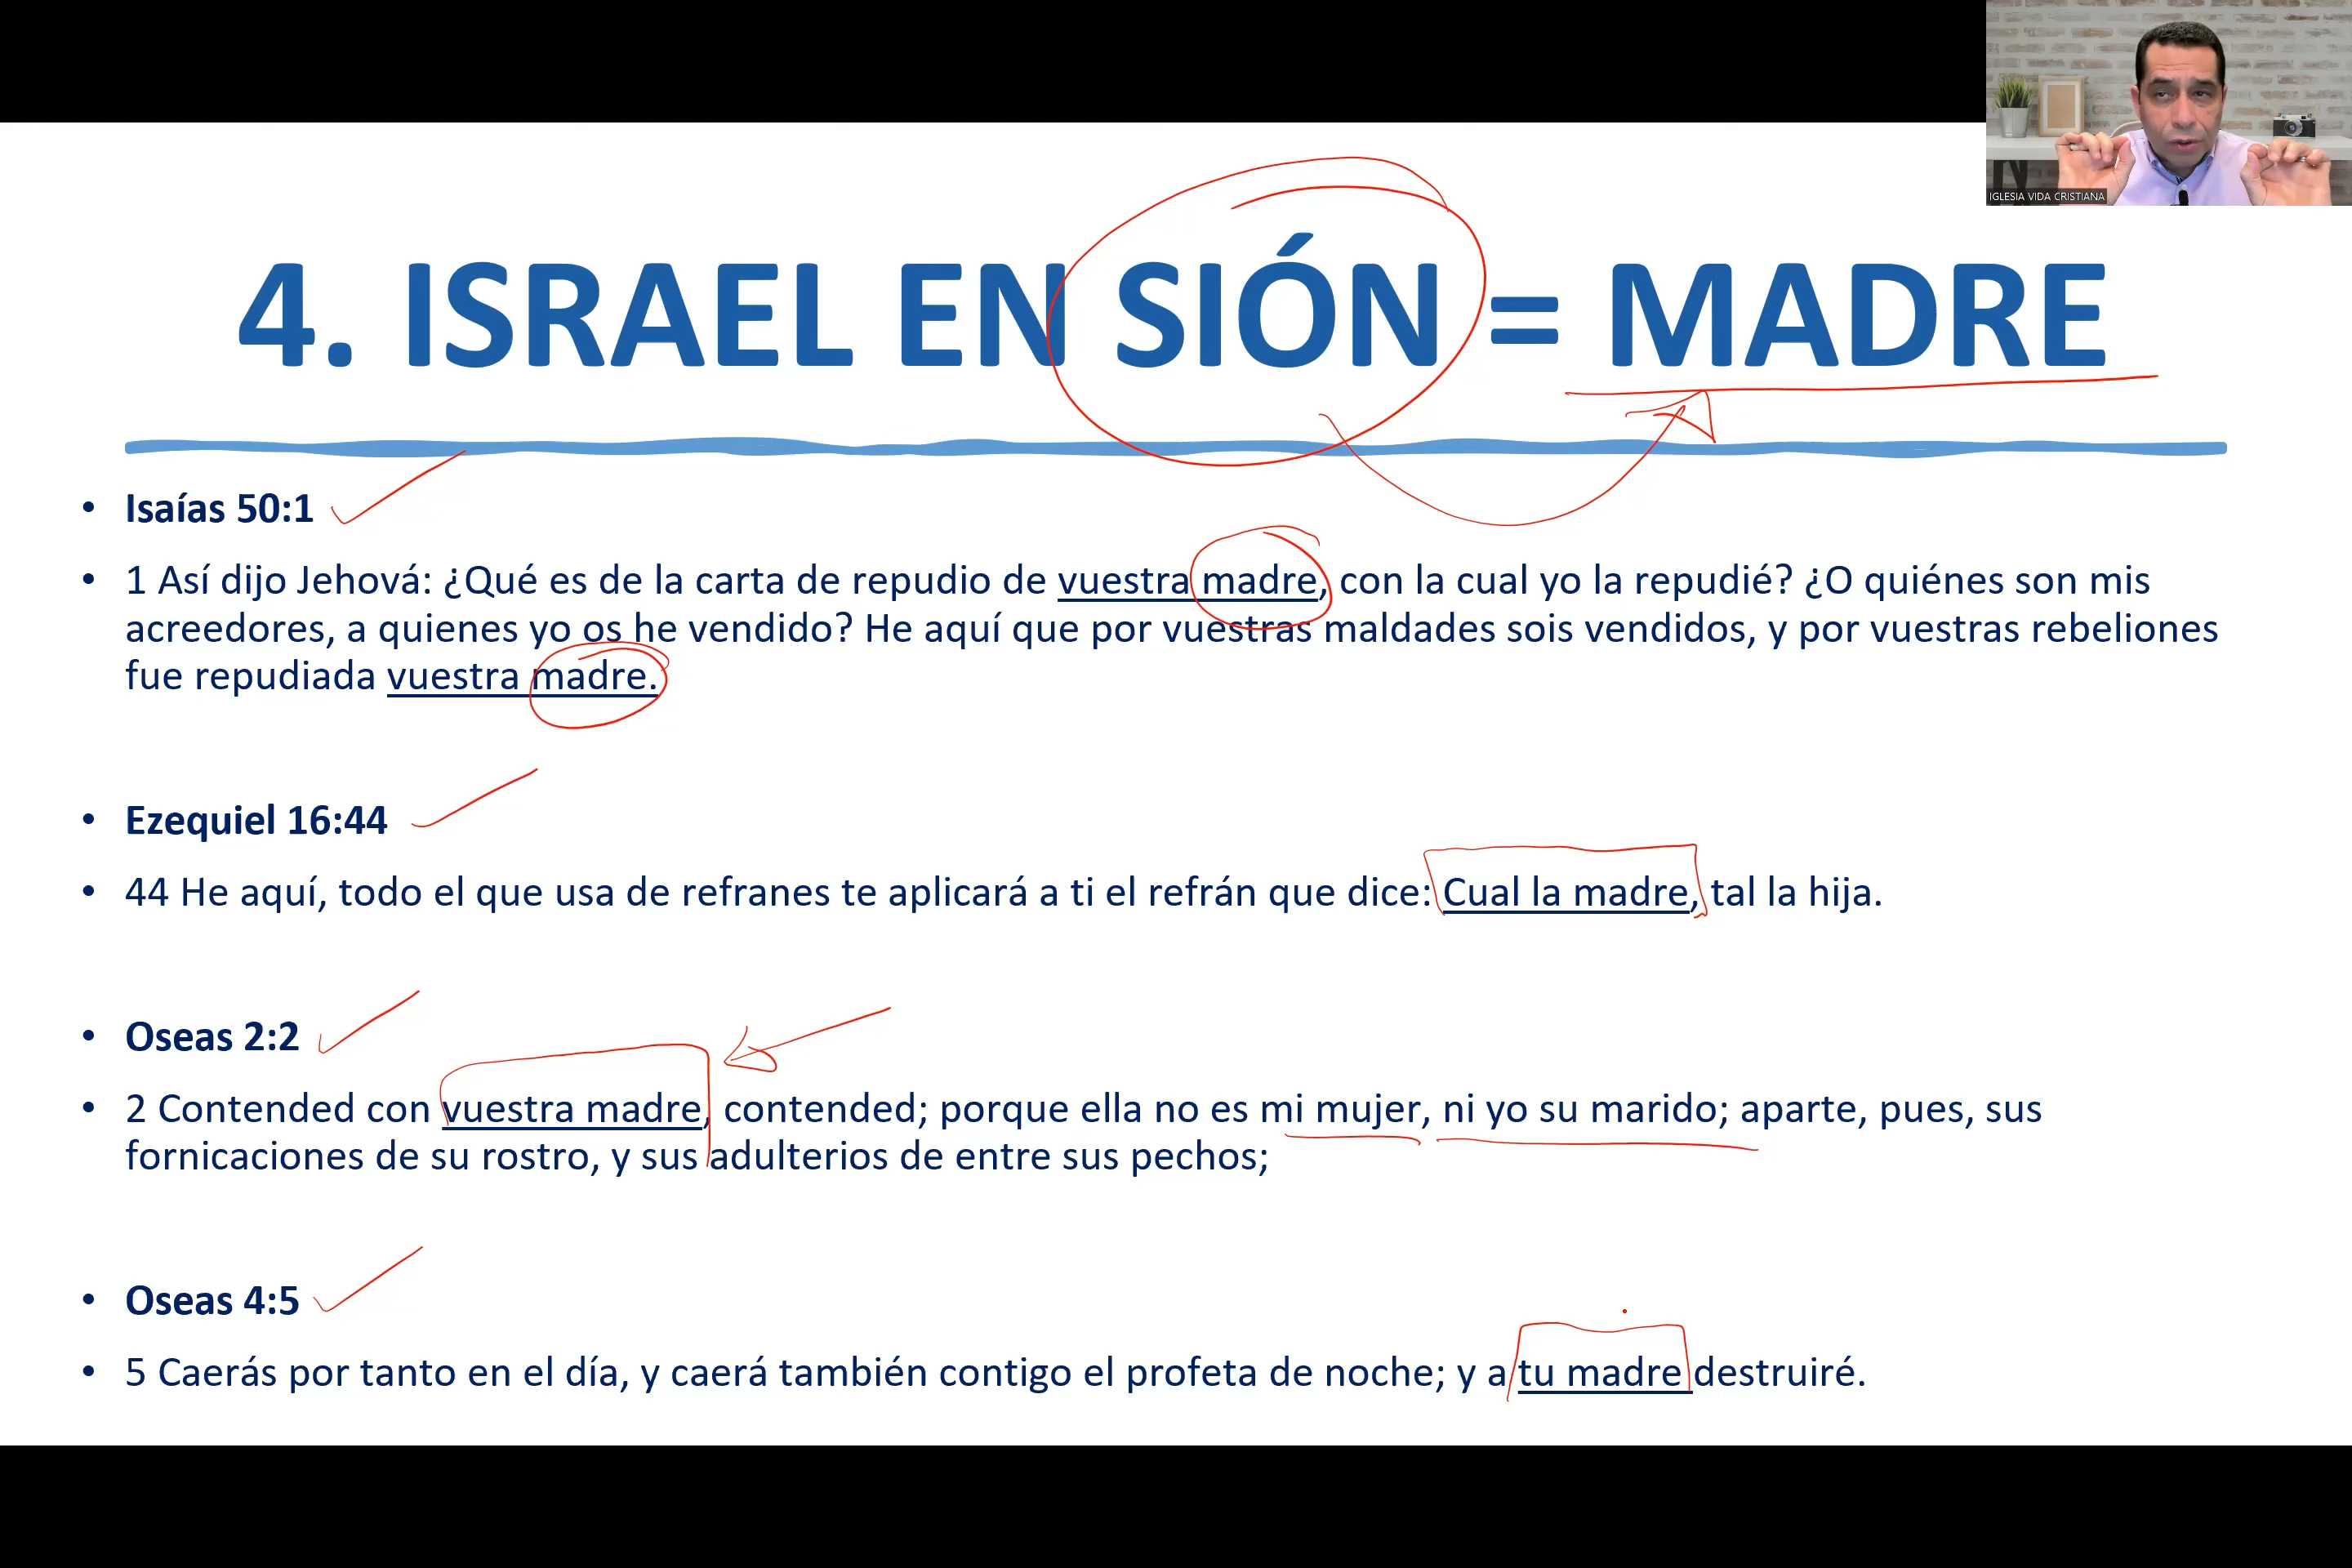 IGLESIA VIDA CRISTIANA
4. ISRAEL EN SIÓN = MADRE
• Isaías 50:1
• 1 Así dijo Jehová: ¿Qué es de la carta de repudio de vuestra madre, con la cual yo la repudié? ¿O quiénes son mis
acreedores, a quienes yo os he vendido? He aquí que por vuestras maldades sois vendidos, y por vuestras rebeliones
fue repudiada vuestra madre.
• Ezequiel 16:44
• 44 He aquí, todo el que usa de refranes te aplicará a ti el refrán que dice: Cual la madre, tal la hija.
• Oseas 2:2
• 2 Contended con vuestra madre, contended; porque ella no es mi mujer, ni yo su marido; aparte, pues, sus
fornicaciones de su rostro, y sus adulterios de entre sus pechos;
• Oseas 4:5
• 5 Caerás por tanto en el día, y caerá también contigo el profeta de noche; y a tu madre destruiré.